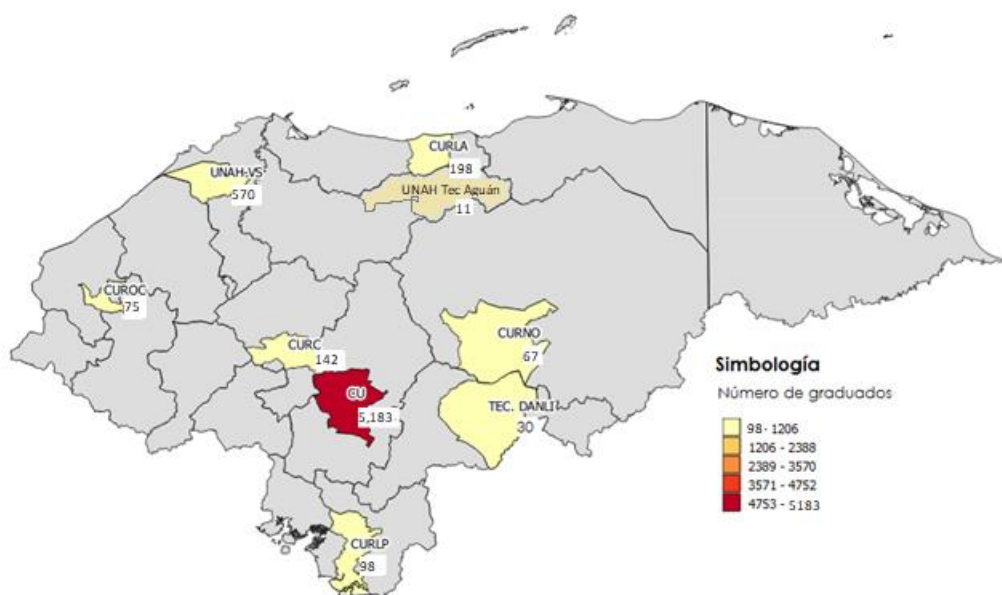 CURLA
198
UNAH-VS
570
UNAH Tec Aguán
11
CUROC
75
CURC
142
CURNO
67
CU
5,183
TEC. DANLI
30
CURLP
98
Simbología
Número de graduados
98 - 1206
1206 - 2388
2389 - 3570
3571 - 4752
4753 - 5183